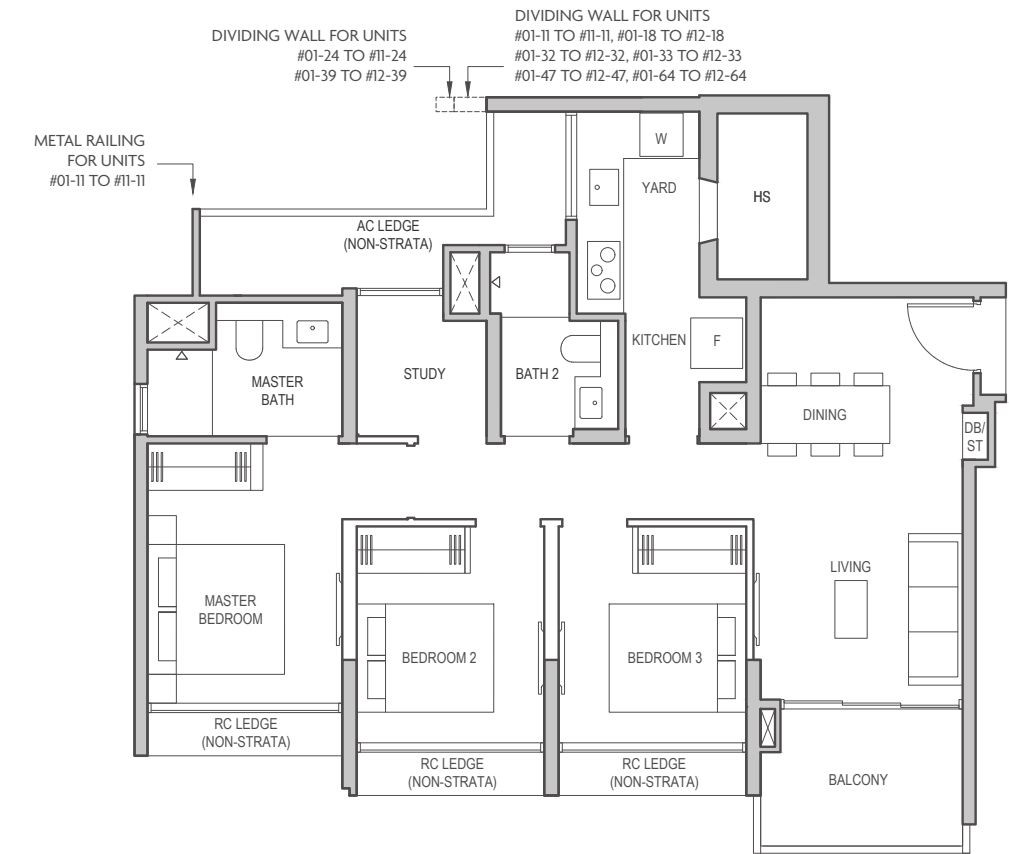 DIVIDING WALL FOR UNITS
#01-24 TO #11-24
#01-39 TO #12-39
DIVIDING WALL FOR UNITS
#01-11 TO #11-11, #01-18 TO #12-18
#01-32 TO #12-32, #01-33 TO #12-33
#01-47 TO #12-47, #01-64 TO #12-64
METAL RAILING
FOR UNITS
#01-11 TO #11-11
W
YARD
HS
AC LEDGE
(NON-STRATA)
KITCHEN
F
STUDY
BATH 2
MASTER
BATH
DINING
DB/
ST
LIVING
MASTER
BEDROOM
BEDROOM 2
BEDROOM 3
RC LEDGE
(NON-STRATA)
RC LEDGE
(NON-STRATA)
RC LEDGE
(NON-STRATA)
BALCONY